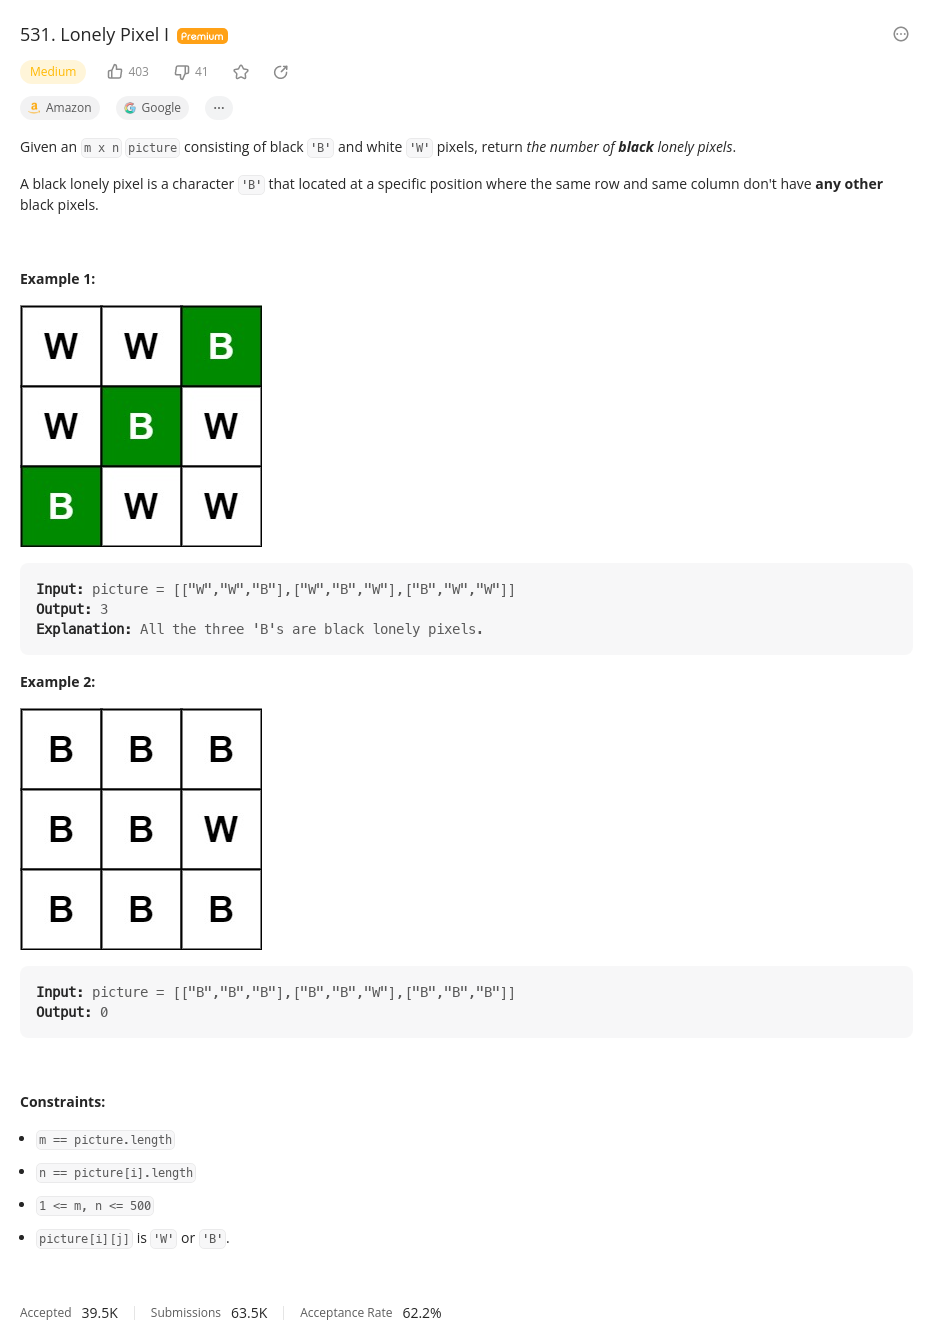 531. Lonely Pixel I Premium
Medium 403 41
Amazon Google ...
Given an m x n picture consisting of black 'B' and white 'W' pixels, return the number of black lonely pixels.
A black lonely pixel is a character 'B' that located at a specific position where the same row and same column don't have any other
black pixels.
Example 1:
W W B
W B W
B W W
Input: picture = [["W","W","B"],["W","B","W"],["B","W","W"]]
Output: 3
Explanation: All the three 'B's are black lonely pixels.
Example 2:
B B B
B B W
B B B
Input: picture = [["B","B","B"],["B","B","W"],["B","B","B"]]
Output: 0
Constraints:
• m == picture.length
• n == picture[i].length
• 1 <= m, n <= 500
• picture[i][j] is 'W' or 'B'.
Accepted 39.5K Submissions 63.5K Acceptance Rate 62.2%